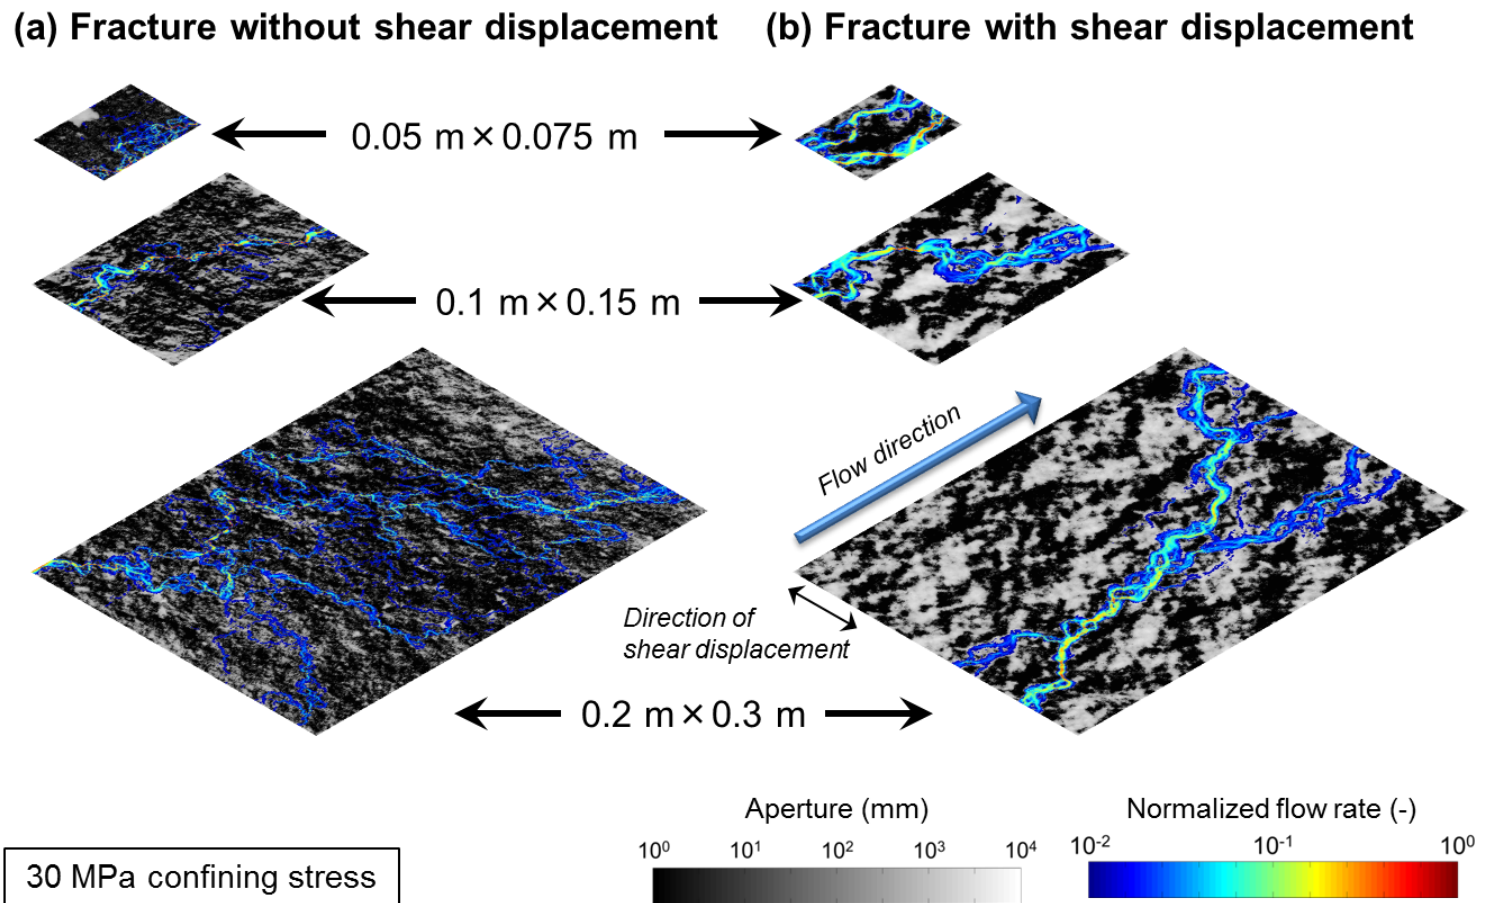 (a) Fracture without shear displacement
(b) Fracture with shear displacement
0.05 m×0.075 m
0.1 m×0.15 m
Flow direction
Direction of
shear displacement
0.2 m×0.3 m
30 MPa confining stress
Aperture (mm)
10⁰ 10¹ 10² 10³ 10⁴
Normalized flow rate (-)
10⁻² 10⁻¹ 10⁰